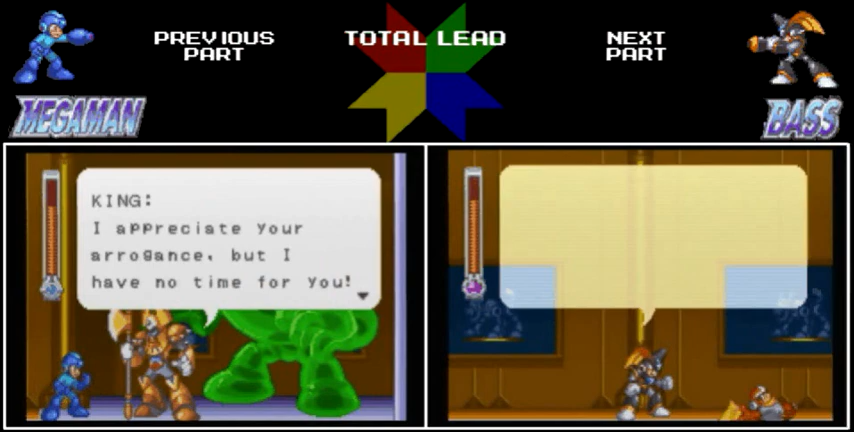 PREVIOUS
PART
TOTAL LEAD
NEXT
PART
MEGAMAN
BASS
KING:
I appreciate your
arrogance, but I
have no time for you!